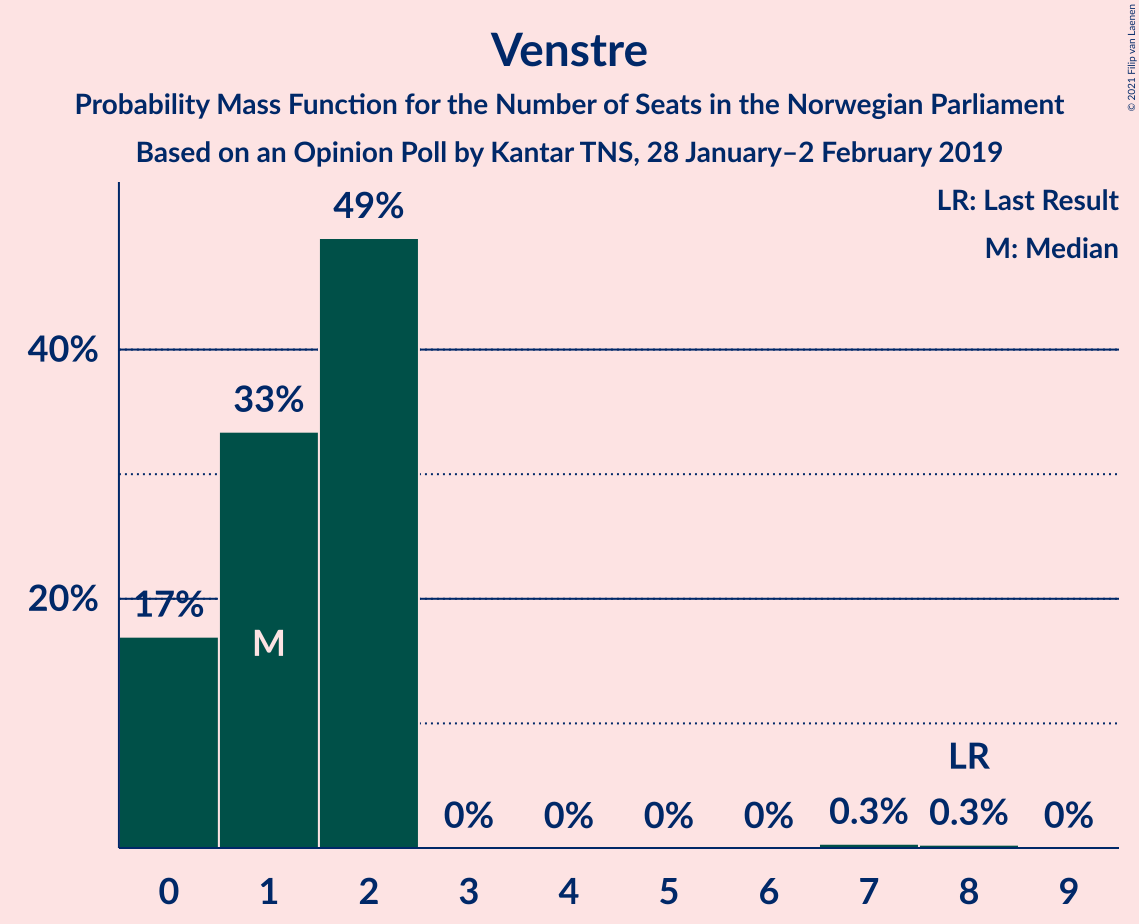 Venstre
Probability Mass Function for the Number of Seats in the Norwegian Parliament
Based on an Opinion Poll by Kantar TNS, 28 January–2 February 2019
© 2021 Filip van Laenen
LR: Last Result
M: Median
49%
40%
33%
20%
17%
M
LR
0% 0% 0% 0% 0.3% 0.3% 0%
0 1 2 3 4 5 6 7 8 9